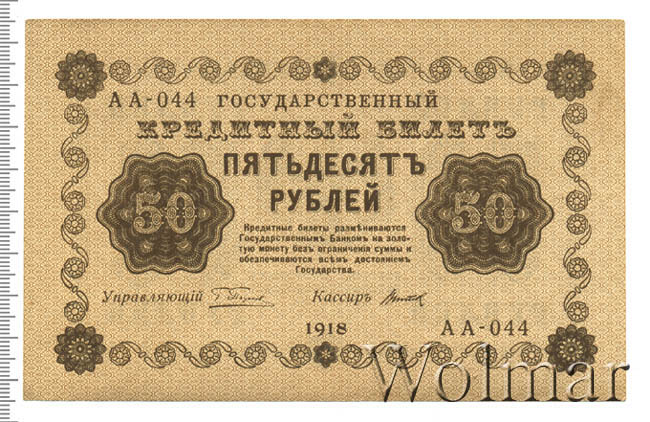 АА-044 ГОСУДАРСТВЕННЫЙ
КРЕДИТНЫЙ БИЛЕТЪ
ПЯТЬДЕСЯТЪ
РУБЛЕЙ
50 50
Кредитные билеты размѣниваются
Государственнымъ Банкомъ на золо-
тую монету безъ ограниченія суммы и
обезпечиваются всѣмъ достояніемъ
Государства.
Управляющій Кассиръ
1918 АА-044
Wolmar